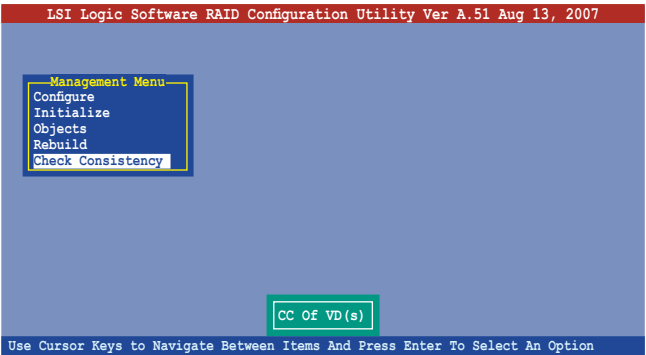 LSI Logic Software RAID Configuration Utility Ver A.51 Aug 13, 2007
Management Menu
Configure
Initialize
Objects
Rebuild
Check Consistency
CC Of VD(s)
Use Cursor Keys to Navigate Between Items And Press Enter To Select An Option